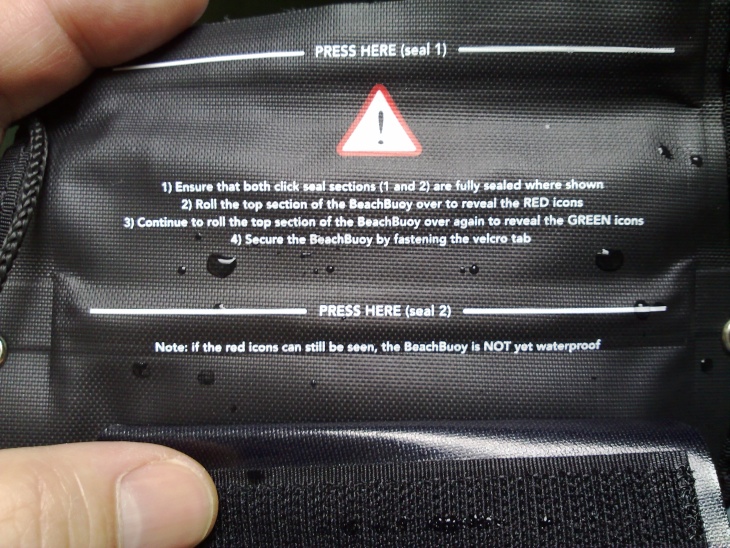 PRESS HERE (seal 1)
!
1) Ensure that both click seal sections (1 and 2) are fully sealed where shown
2) Roll the top section of the BeachBuoy over to reveal the RED icons
3) Continue to roll the top section of the BeachBuoy over again to reveal the GREEN icons
4) Secure the BeachBuoy by fastening the velcro tab
PRESS HERE (seal 2)
Note: if the red icons can still be seen, the BeachBuoy is NOT yet waterproof